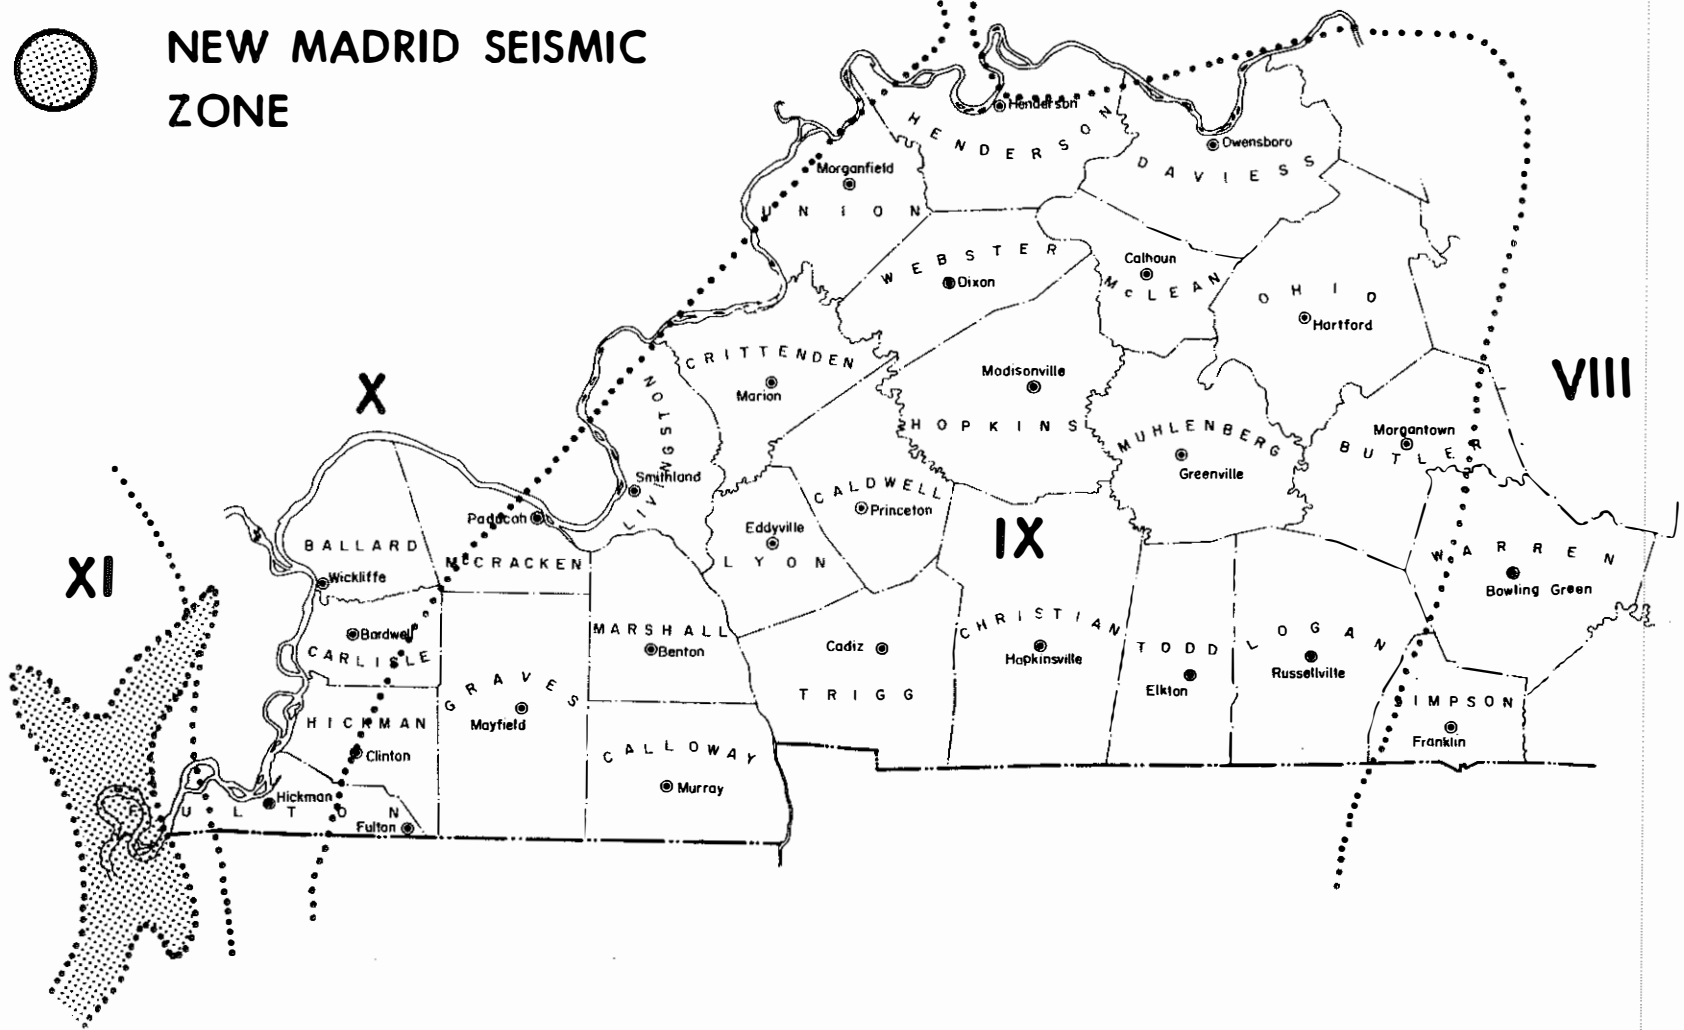 NEW MADRID SEISMIC
ZONE
Henderson
HENDERSON
Owensboro
DAVIESS
Morganfield
UNION
WEBSTER
Dixon
Calhoun
McLEAN
OHIO
Hartford
CRITTENDEN
Marion
Madisonville
HOPKINS
VIII
X
LIVINGSTON
Smithland
MUHLENBERG
Greenville
Morgantown
BUTLER
CALDWELL
Princeton
Paducah
Eddyville
LYON
IX
BALLARD
McCRACKEN
WARREN
Bowling Green
XI
Wickliffe
Bardwell
CARLISLE
MARSHALL
Benton
Cadiz
TRIGG
CHRISTIAN
Hopkinsville
TODD
Elkton
LOGAN
Russellville
GRAVES
Mayfield
SIMPSON
Franklin
HICKMAN
Clinton
CALLOWAY
Murray
Hickman
FULTON
Fulton